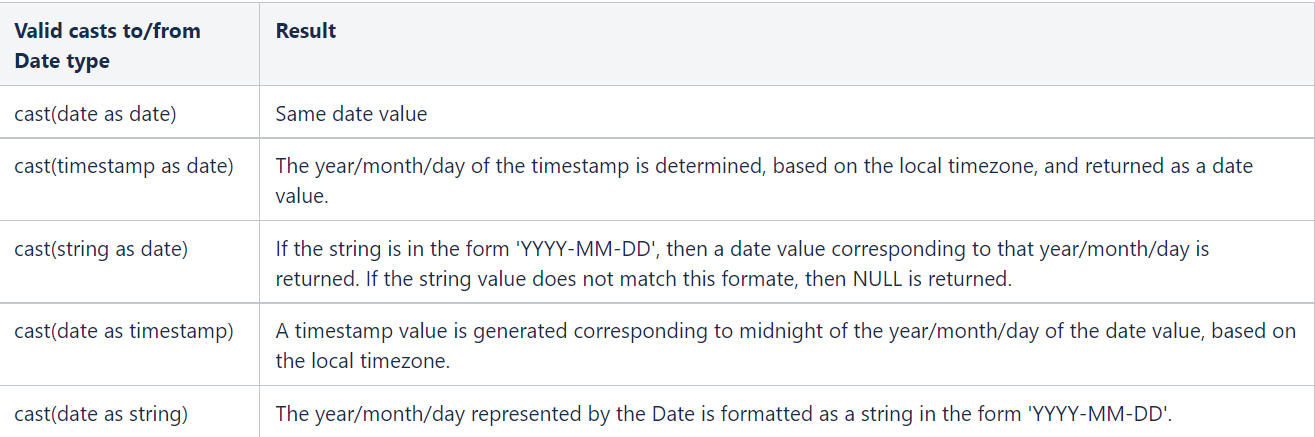 Valid casts to/from
Date type
Result
cast(date as date)
Same date value
cast(timestamp as date)
The year/month/day of the timestamp is determined, based on the local timezone, and returned as a date
value.
cast(string as date)
If the string is in the form 'YYYY-MM-DD', then a date value corresponding to that year/month/day is
returned. If the string value does not match this formate, then NULL is returned.
cast(date as timestamp)
A timestamp value is generated corresponding to midnight of the year/month/day of the date value, based on
the local timezone.
cast(date as string)
The year/month/day represented by the Date is formatted as a string in the form 'YYYY-MM-DD'.